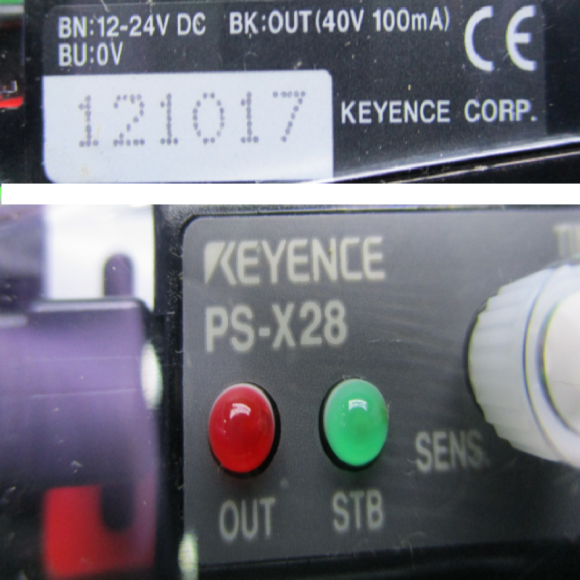 BN:12-24V DC BK:OUT(40V 100mA) CE
BU:0V
121017
KEYENCE CORP.
KEYENCE
PS-X28
SENS.
OUT STB